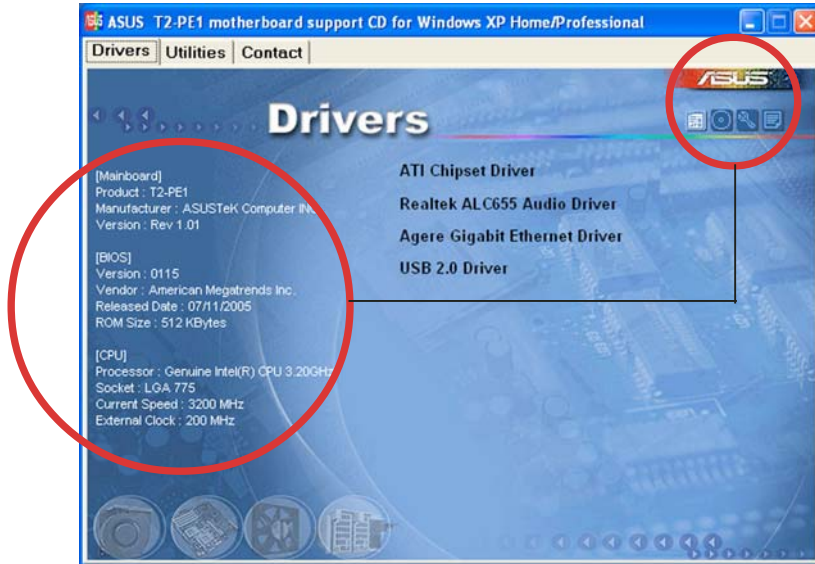 ASUS T2-PE1 motherboard support CD for Windows XP Home/Professional
Drivers Utilities Contact
ASUS
Drivers
[Mainboard]
Product : T2-PE1
Manufacturer : ASUSTeK Computer INC
Version : Rev 1.01
[BIOS]
Version : 0115
Vendor : American Megatrends Inc.
Released Date : 07/11/2005
ROM Size : 512 KBytes
[CPU]
Processor : Genuine Intel(R) CPU 3.20GHz
Socket : LGA 775
Current Speed : 3200 MHz
External Clock : 200 MHz
ATI Chipset Driver
Realtek ALC655 Audio Driver
Agere Gigabit Ethernet Driver
USB 2.0 Driver